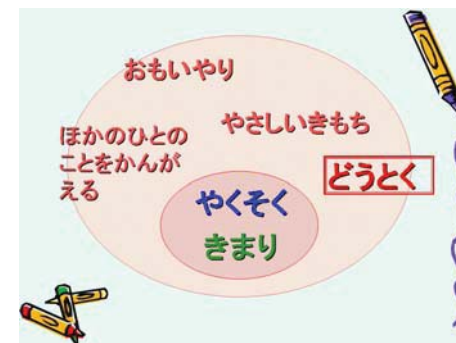 おもいやり
やさしいきもち
ほかのひとの
ことをかんが
える
どうとく
やくそく
きまり